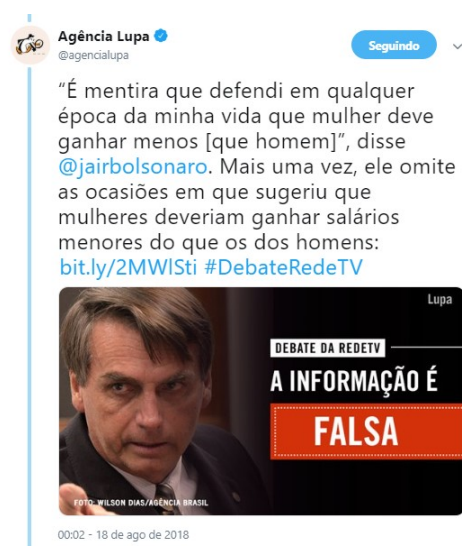 Agência Lupa
@agencialupa
Seguindo
“É mentira que defendi em qualquer
época da minha vida que mulher deve
ganhar menos [que homem]”, disse
@jairbolsonaro. Mais uma vez, ele omite
as ocasiões em que sugeriu que
mulheres deveriam ganhar salários
menores do que os dos homens:
bit.ly/2MWlSti #DebateRedeTV
Lupa
DEBATE DA REDETV
A INFORMAÇÃO É
FALSA
FOTO: WILSON DIAS/AGÊNCIA BRASIL
00:02 - 18 de ago de 2018